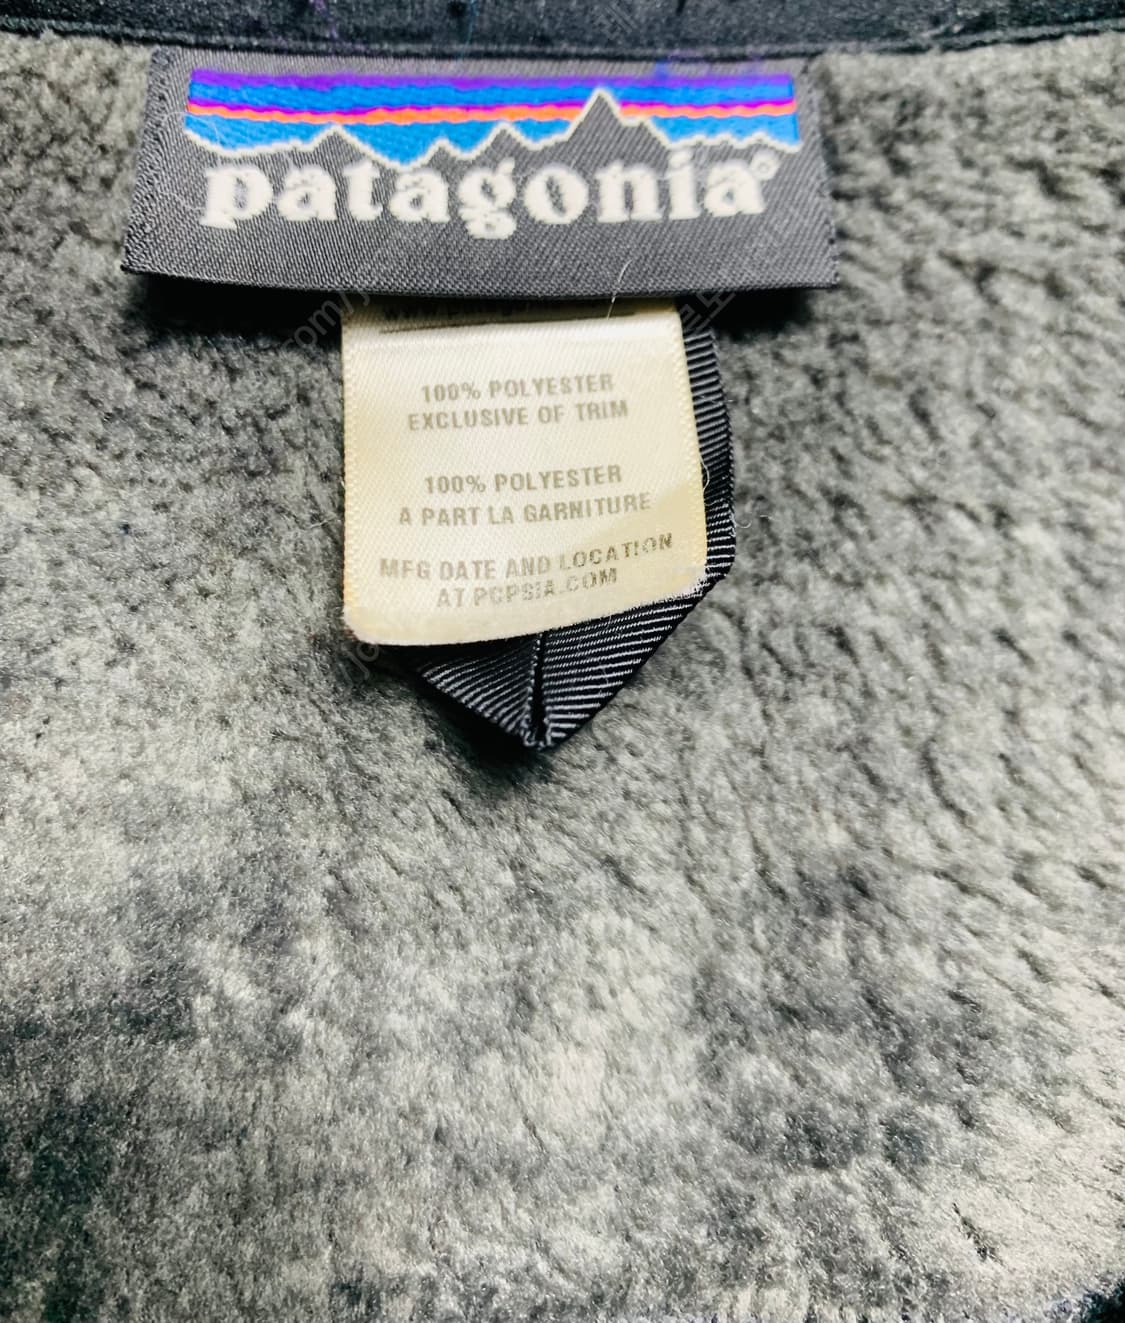 patagonia®
100% POLYESTER
EXCLUSIVE OF TRIM
100% POLYESTER
A PART LA GARNITURE
MFG DATE AND LOCATION
AT PCPSIA.COM